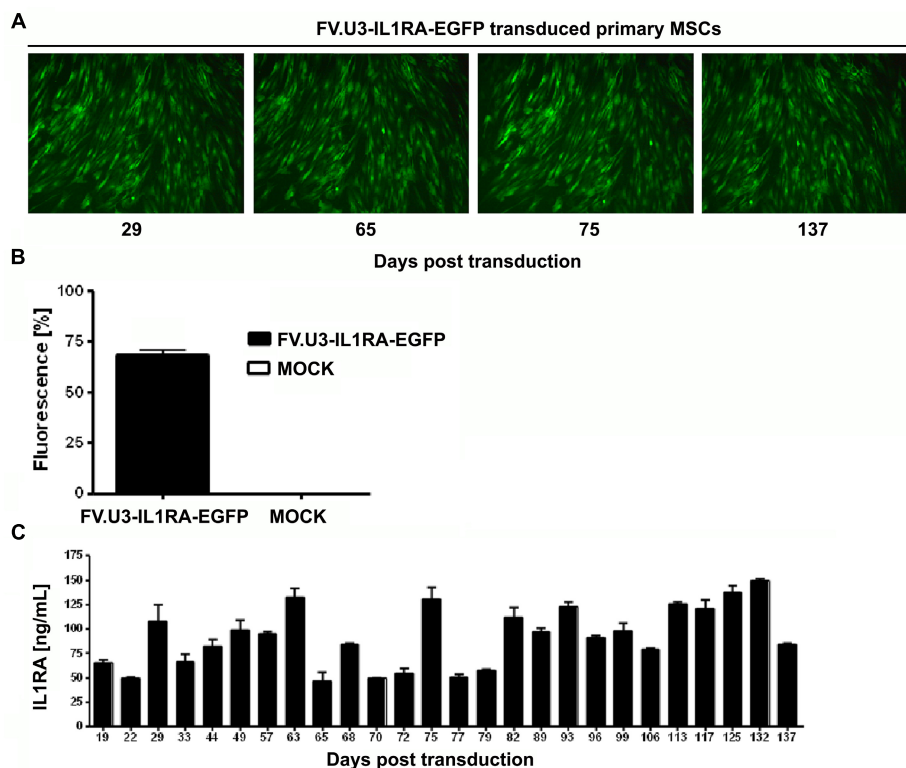 A
FV.U3-IL1RA-EGFP transduced primary MSCs
29 65 75 137
Days post transduction
B
Fluorescence [%]
100
75
50
25
0
FV.U3-IL1RA-EGFP
MOCK
FV.U3-IL1RA-EGFP MOCK
C
IL1RA [ng/mL]
175
150
125
100
75
50
25
0
19 22 29 33 44 49 57 63 65 68 70 72 75 77 79 82 89 93 96 99 106 113 117 125 132 137
Days post transduction